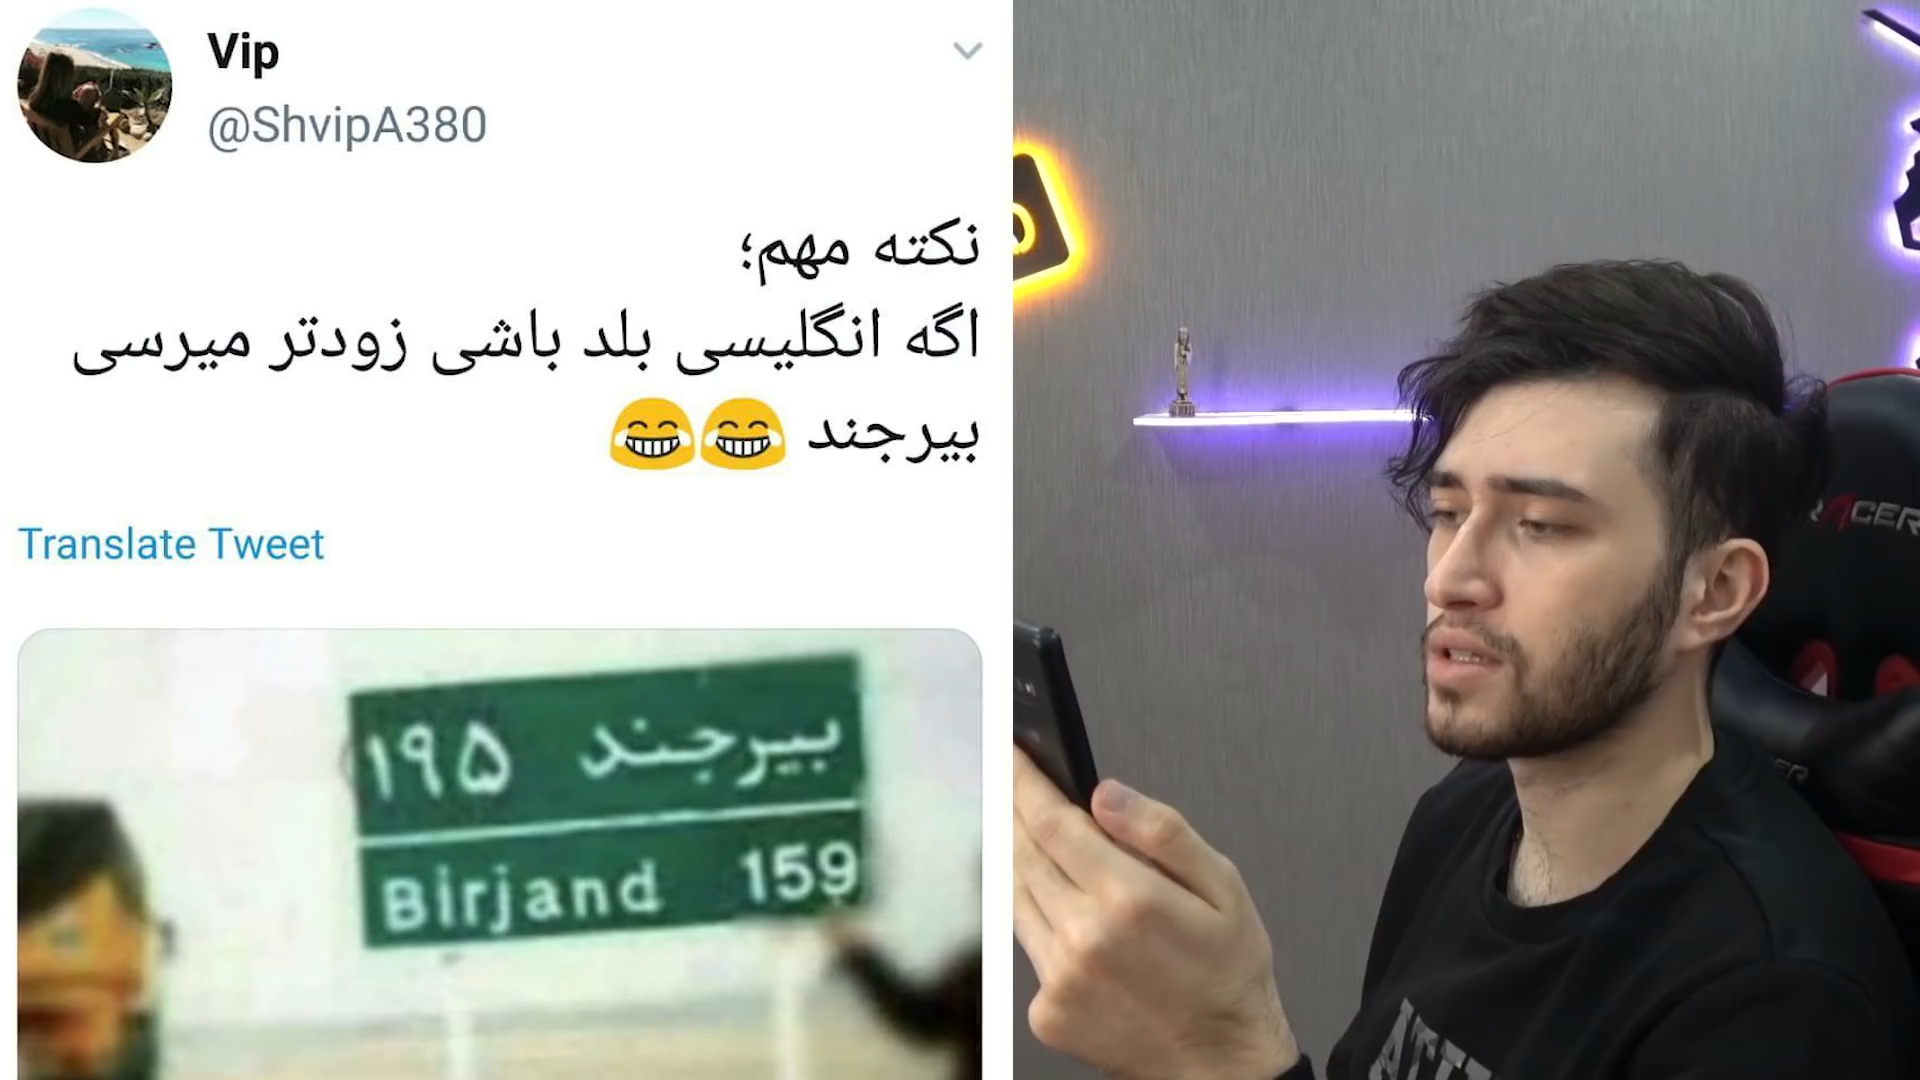 Vip
@ShvipA380
نکته مهم؛
اگه انگلیسی بلد باشی زودتر میرسی
بیرجند 😂😂
Translate Tweet
بیرجند ۱۹۵
Birjand 159